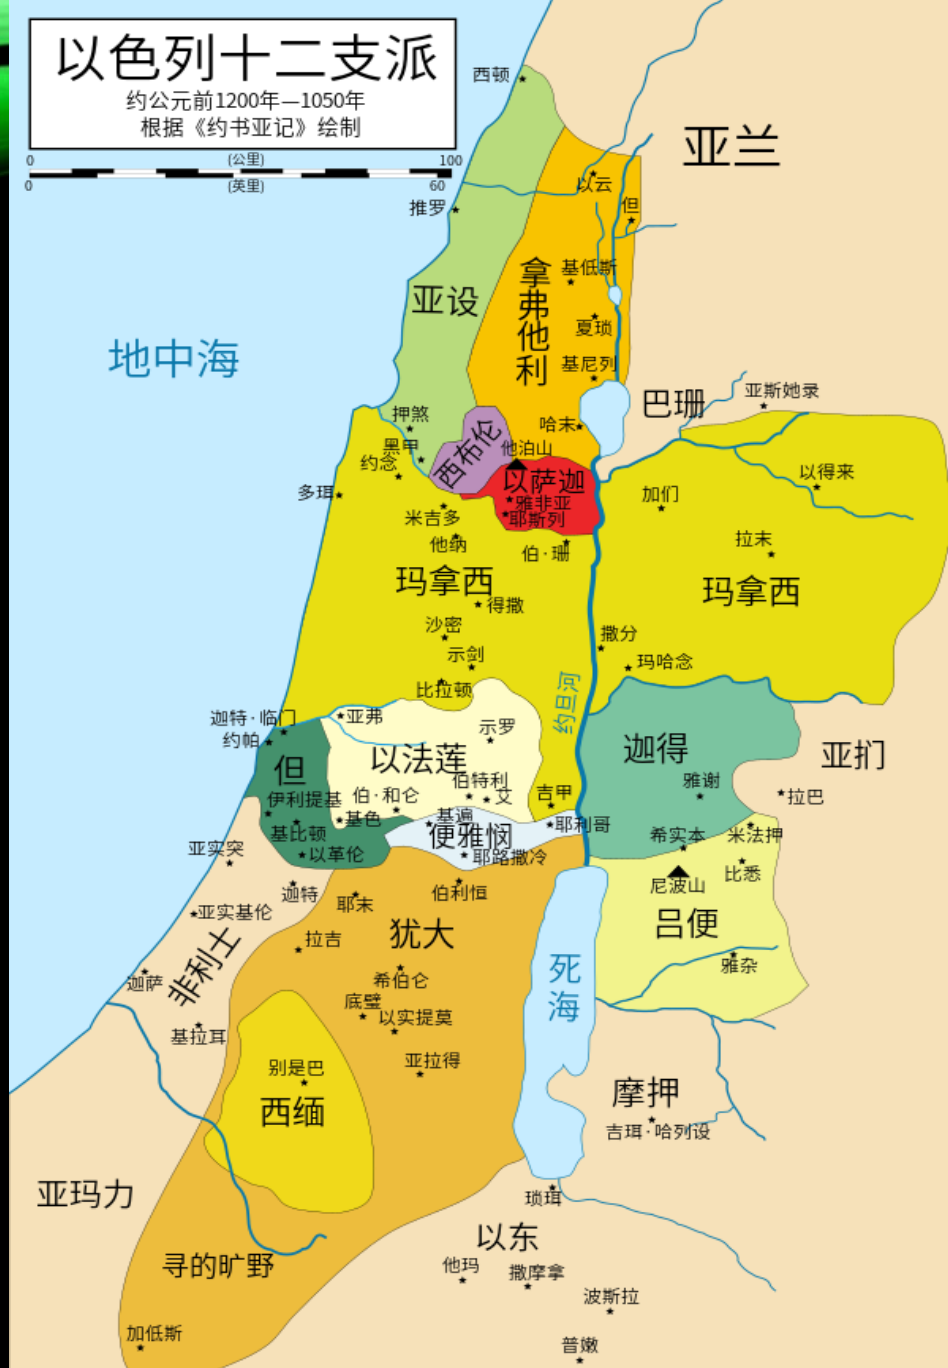 以色列十二支派
约公元前1200年—1050年
根据《约书亚记》绘制
0 (公里) 100
0 (英里) 60
西顿
亚兰
以云
推罗
但
基低斯
拿弗他利
亚设
夏琐
地中海
基尼列
亚斯她录
巴珊
押煞
哈末
黑甲
西布伦
他泊山
约念
以萨迦
以得来
多珥
加们
雅非亚
米吉多
耶斯列
他纳
伯·珊
拉末
玛拿西
玛拿西
得撒
沙密
撒分
示剑
玛哈念
比拉顿
约旦河
迦特·临门
亚弗
示罗
约帕
迦得
亚扪
但
以法莲
伯特利
雅谢
伊利提基
伯·和仑
艾
吉甲
拉巴
基比顿
基色
基遍
便雅悯
耶利哥
希实本
米法押
亚实突
以革伦
耶路撒冷
比悉
尼波山
迦特
耶末
伯利恒
亚实基伦
犹大
吕便
拉吉
非利士
雅杂
迦萨
希伯仑
死海
底璧
以实提莫
基拉耳
亚拉得
别是巴
摩押
西缅
吉珥·哈列设
亚玛力
琐珥
以东
寻的旷野
他玛
撒摩拿
波斯拉
加低斯
普嫩